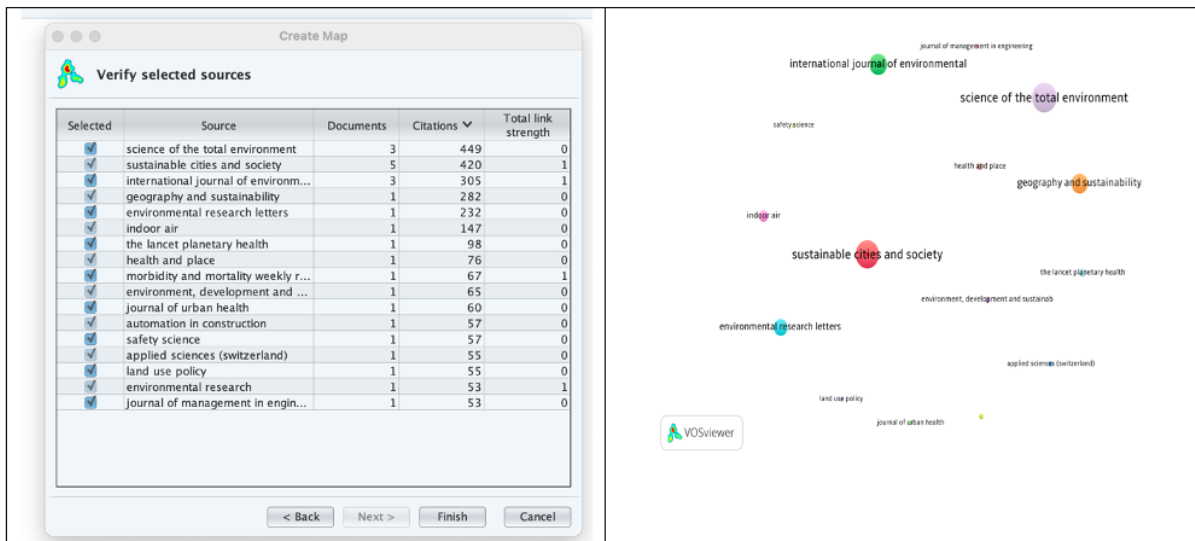 Create Map
Verify selected sources
Selected Source Documents Citations Total link strength
science of the total environment 3 449 0
sustainable cities and society 5 420 1
international journal of environm... 3 305 1
geography and sustainability 1 282 0
environmental research letters 1 232 0
indoor air 1 147 0
the lancet planetary health 1 98 0
health and place 1 76 0
morbidity and mortality weekly r... 1 67 1
environment, development and ... 1 65 0
journal of urban health 1 60 0
automation in construction 1 57 0
safety science 1 57 0
applied sciences (switzerland) 1 55 0
land use policy 1 55 0
environmental research 1 53 1
journal of management in engin... 1 53 0
< Back Next > Finish Cancel
journal of management in engineering
international journal of environmental
science of the total environment
safety science
health and place
geography and sustainability
indoor air
sustainable cities and society
the lancet planetary health
environment, development and sustainab
environmental research letters
applied sciences (switzerland)
land use policy
journal of urban health
VOSviewer